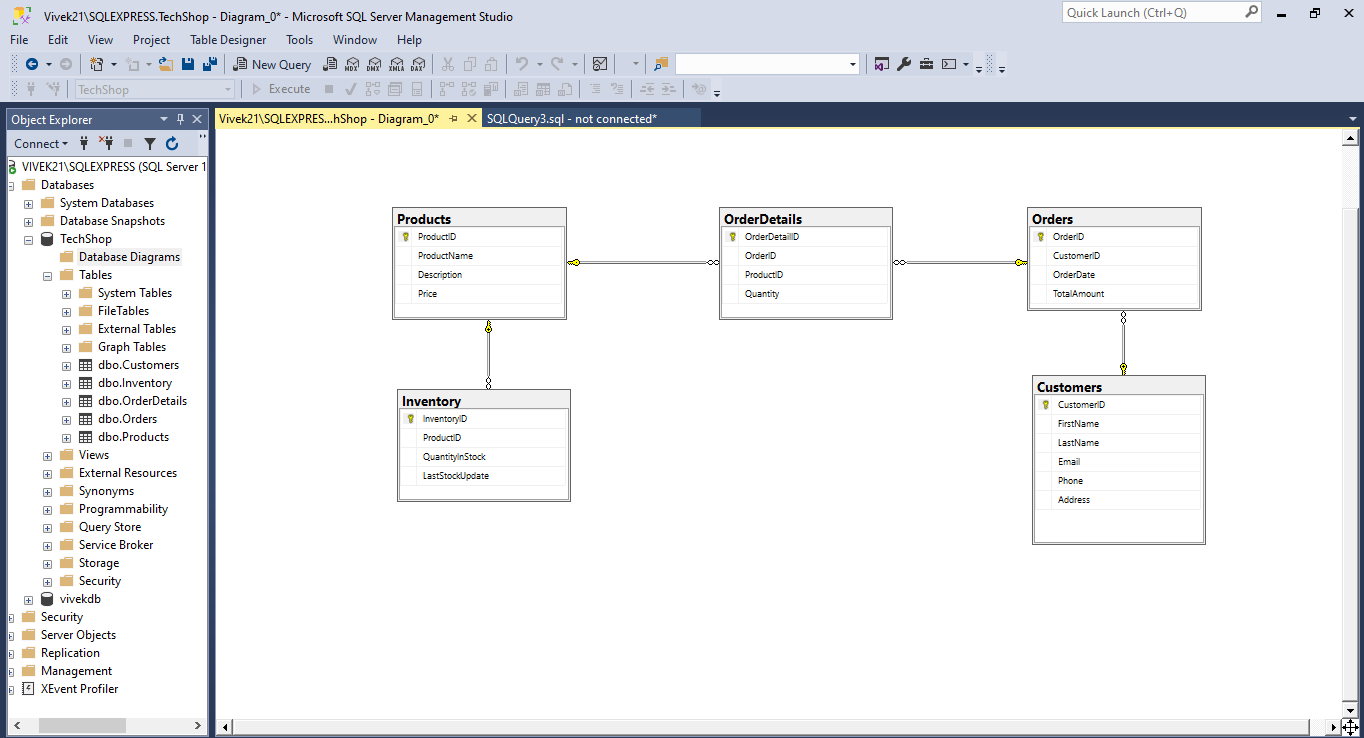 Vivek21\SQLEXPRESS.TechShop - Diagram_0* - Microsoft SQL Server Management Studio
Quick Launch (Ctrl+Q)
File Edit View Project Table Designer Tools Window Help
New Query MDX DMX XMLA DAX
TechShop Execute
Object Explorer
Vivek21\SQLEXPRES...hShop - Diagram_0* SQLQuery3.sql - not connected*
Connect
VIVEK21\SQLEXPRESS (SQL Server 1
Databases
System Databases
Database Snapshots
TechShop
Database Diagrams
Tables
System Tables
FileTables
External Tables
Graph Tables
dbo.Customers
dbo.Inventory
dbo.OrderDetails
dbo.Orders
dbo.Products
Views
External Resources
Synonyms
Programmability
Query Store
Service Broker
Storage
Security
vivekdb
Security
Server Objects
Replication
Management
XEvent Profiler
Products
ProductID
ProductName
Description
Price
OrderDetails
OrderDetailID
OrderID
ProductID
Quantity
Orders
OrderID
CustomerID
OrderDate
TotalAmount
Inventory
InventoryID
ProductID
QuantityInStock
LastStockUpdate
Customers
CustomerID
FirstName
LastName
Email
Phone
Address